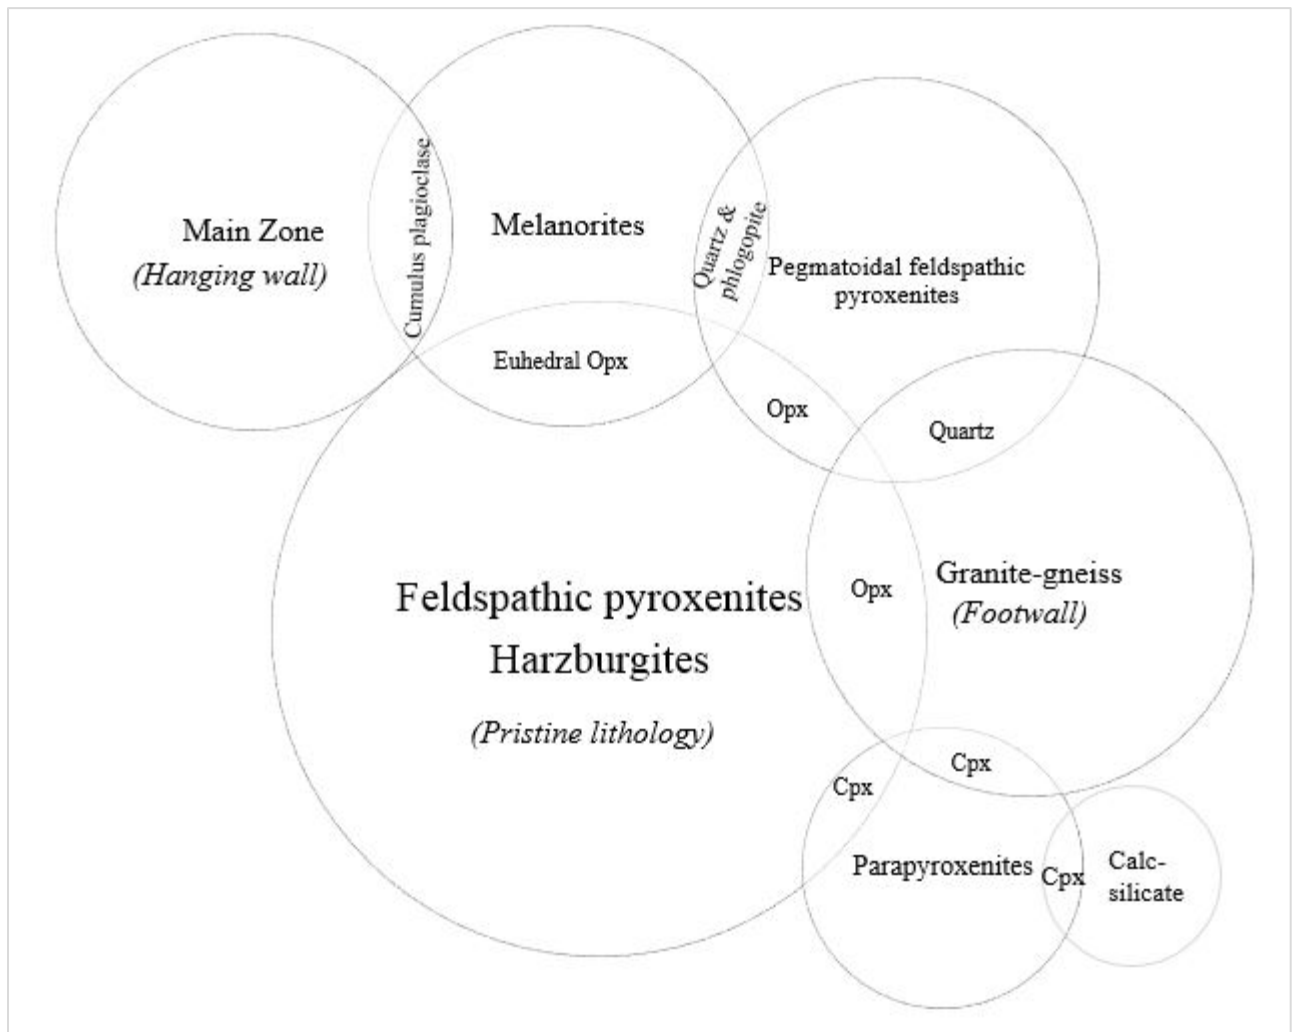 Main Zone
(Hanging wall)
Cumulus plagioclase
Melanorites
Quartz &
phlogopite
Pegmatoidal feldspathic
pyroxenites
Euhedral Opx
Opx
Quartz
Feldspathic pyroxenites
Harzburgites
(Pristine lithology)
Opx
Granite-gneiss
(Footwall)
Cpx
Cpx
Parapyroxenites
Cpx
Calc-
silicate